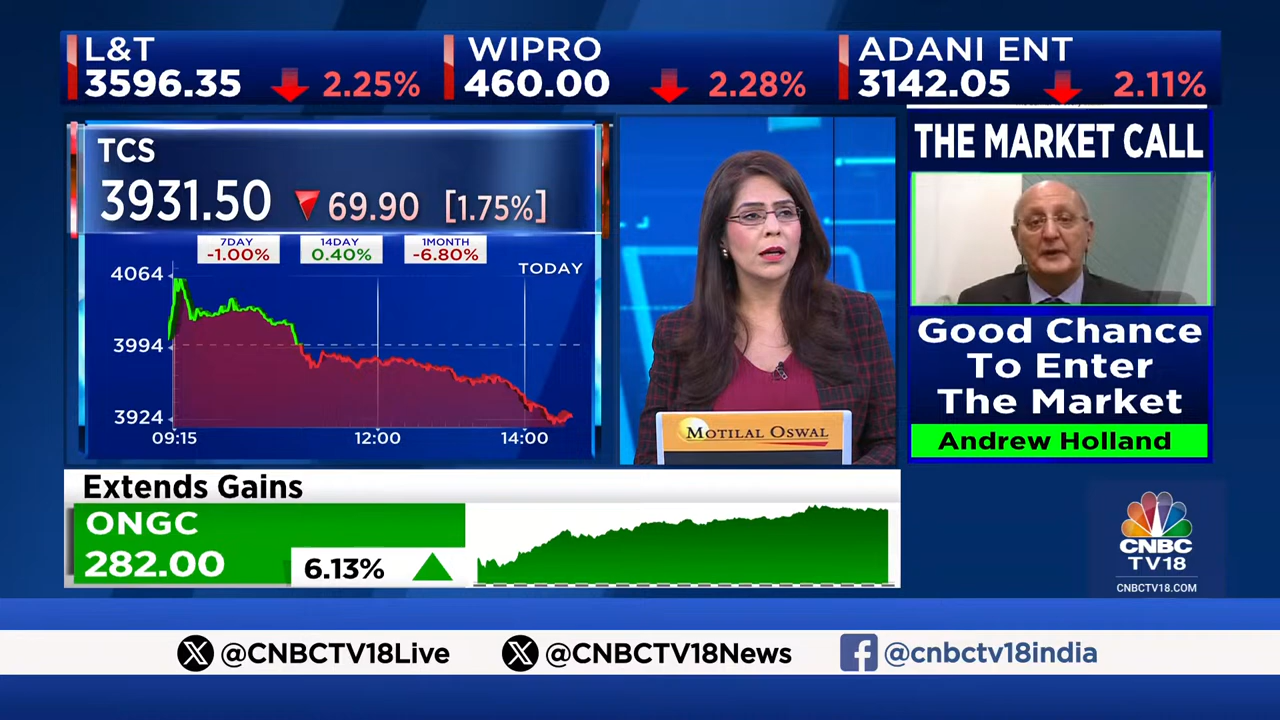 L&T
3596.35 2.25%
WIPRO
460.00 2.28%
ADANI ENT
3142.05 2.11%
TCS
3931.50 69.90 [1.75%]
7DAY
-1.00%
14DAY
0.40%
1MONTH
-6.80%
TODAY
4064
3994
3924
09:15 12:00 14:00
MOTILAL OSWAL
THE MARKET CALL
Good Chance
To Enter
The Market
Andrew Holland
Extends Gains
ONGC
282.00
6.13%
CNBC
TV18
CNBCTV18.COM
@CNBCTV18Live
@CNBCTV18News
@cnbctv18india